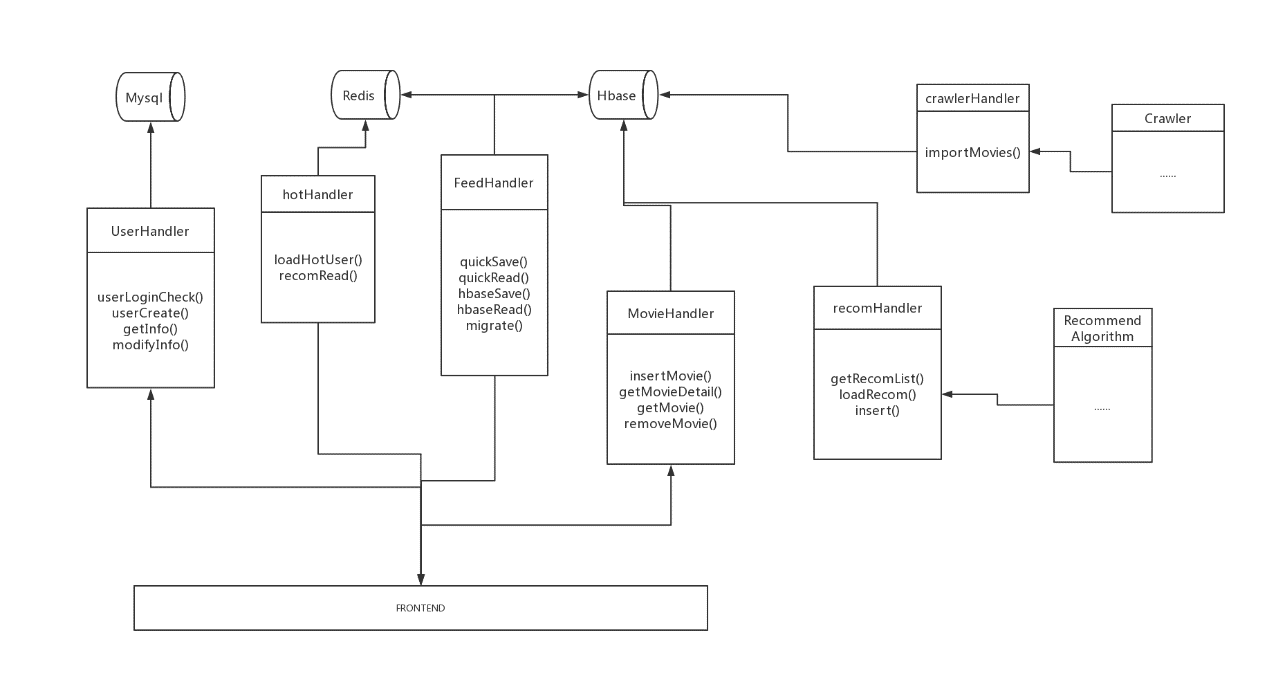 Mysql
Redis
Hbase
crawlerHandler
importMovies()
Crawler
......
hotHandler
loadHotUser()
recomRead()
FeedHandler
quickSave()
quickRead()
hbaseSave()
hbaseRead()
migrate()
UserHandler
userLoginCheck()
userCreate()
getInfo()
modifyInfo()
MovieHandler
insertMovie()
getMovieDetail()
getMovie()
removeMovie()
recomHandler
getRecomList()
loadRecom()
insert()
Recommend
Algorithm
......
FRONTEND